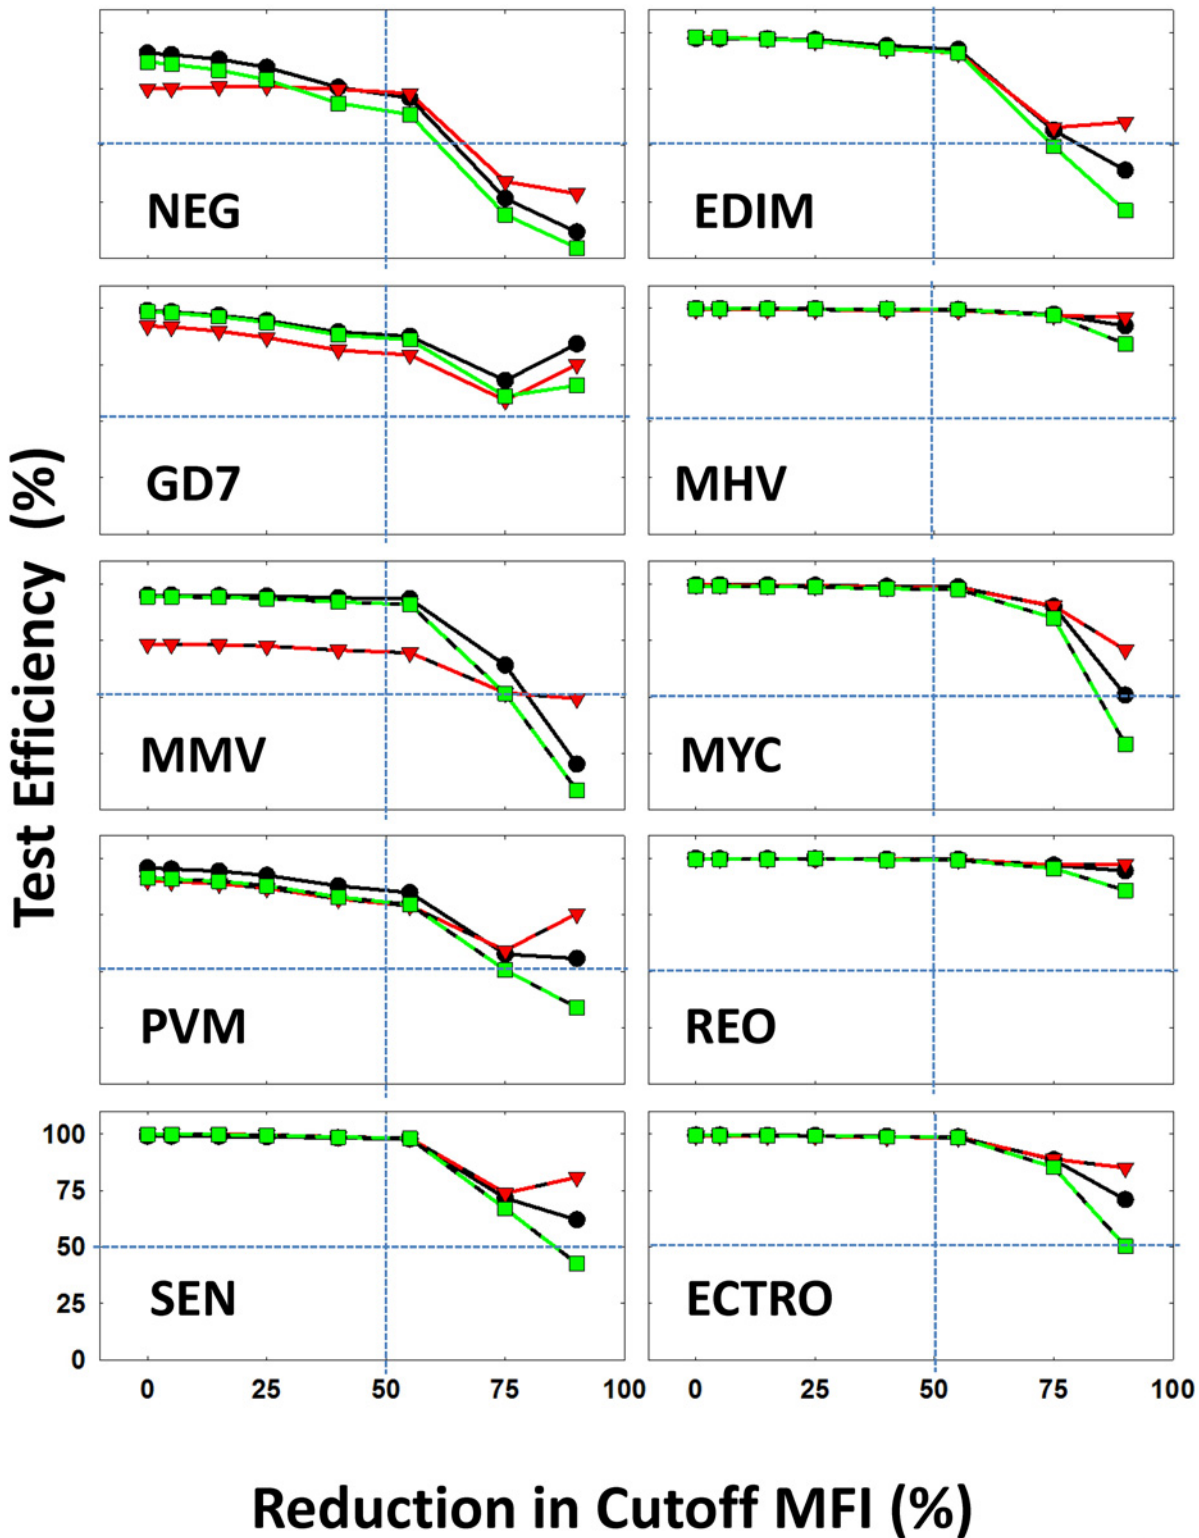 NEG
EDIM
GD7
MHV
MMV
MYC
PVM
REO
SEN
ECTRO
Test Efficiency (%)
100
75
50
25
0
0 25 50 75 100
0 25 50 75 100
Reduction in Cutoff MFI (%)